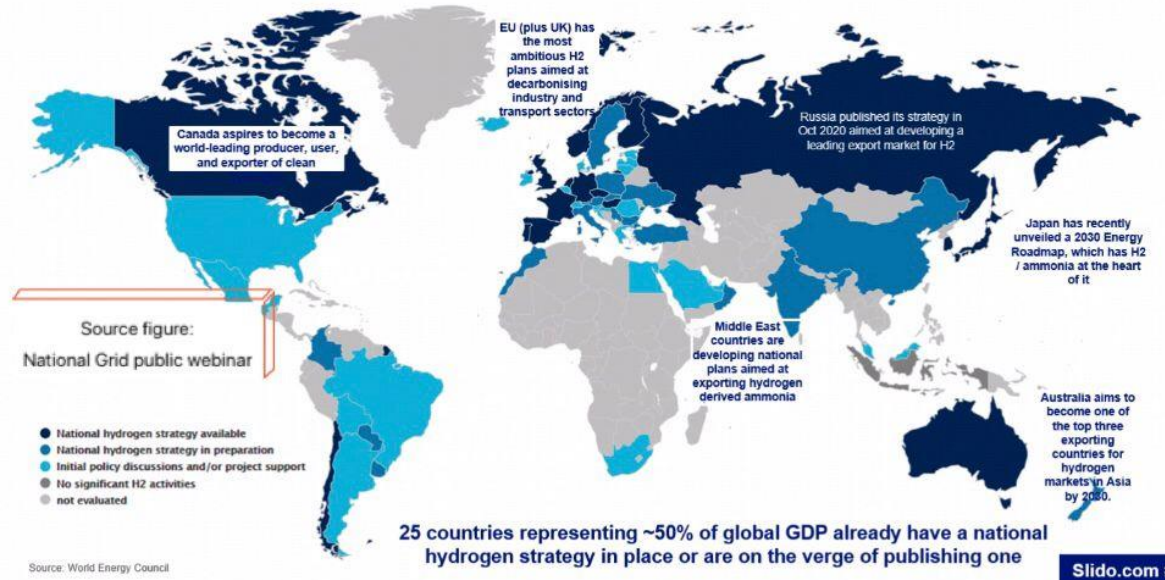 EU (plus UK) has
the most
ambitious H2
plans aimed at
decarbonising
industry and
transport sectors
Canada aspires to become a
world-leading producer, user,
and exporter of clean
Russia published its strategy in
Oct 2020 aimed at developing a
leading export market for H2
Japan has recently
unveiled a 2030 Energy
Roadmap, which has H2
/ ammonia at the heart
of it
Source figure:
National Grid public webinar
Middle East
countries are
developing national
plans aimed at
exporting hydrogen
derived ammonia
Australia aims to
become one of
the top three
exporting
countries for
hydrogen
markets in Asia
by 2030.
National hydrogen strategy available
National hydrogen strategy in preparation
Initial policy discussions and/or project support
No significant H2 activities
not evaluated
25 countries representing ~50% of global GDP already have a national
hydrogen strategy in place or are on the verge of publishing one
Source: World Energy Council
Slido.com